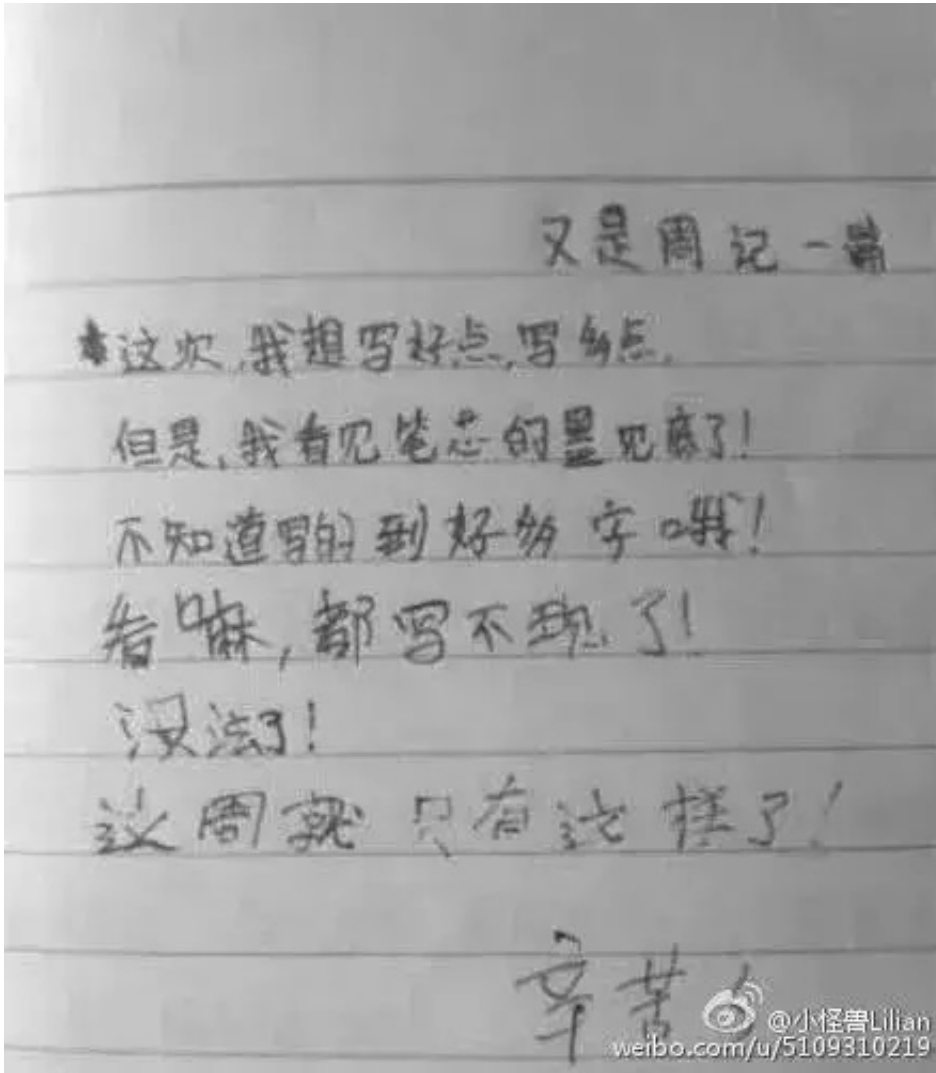 又是周记一篇
这次,我想写好点,写多点.
但是,我看见笔芯的墨见底了!
不知道写的到好多字哦!
看嘛,都写不现了!
没法了!
这周就只有这样了!
辛苦!
@小怪兽Lilian
weibo.com/u/5109310219